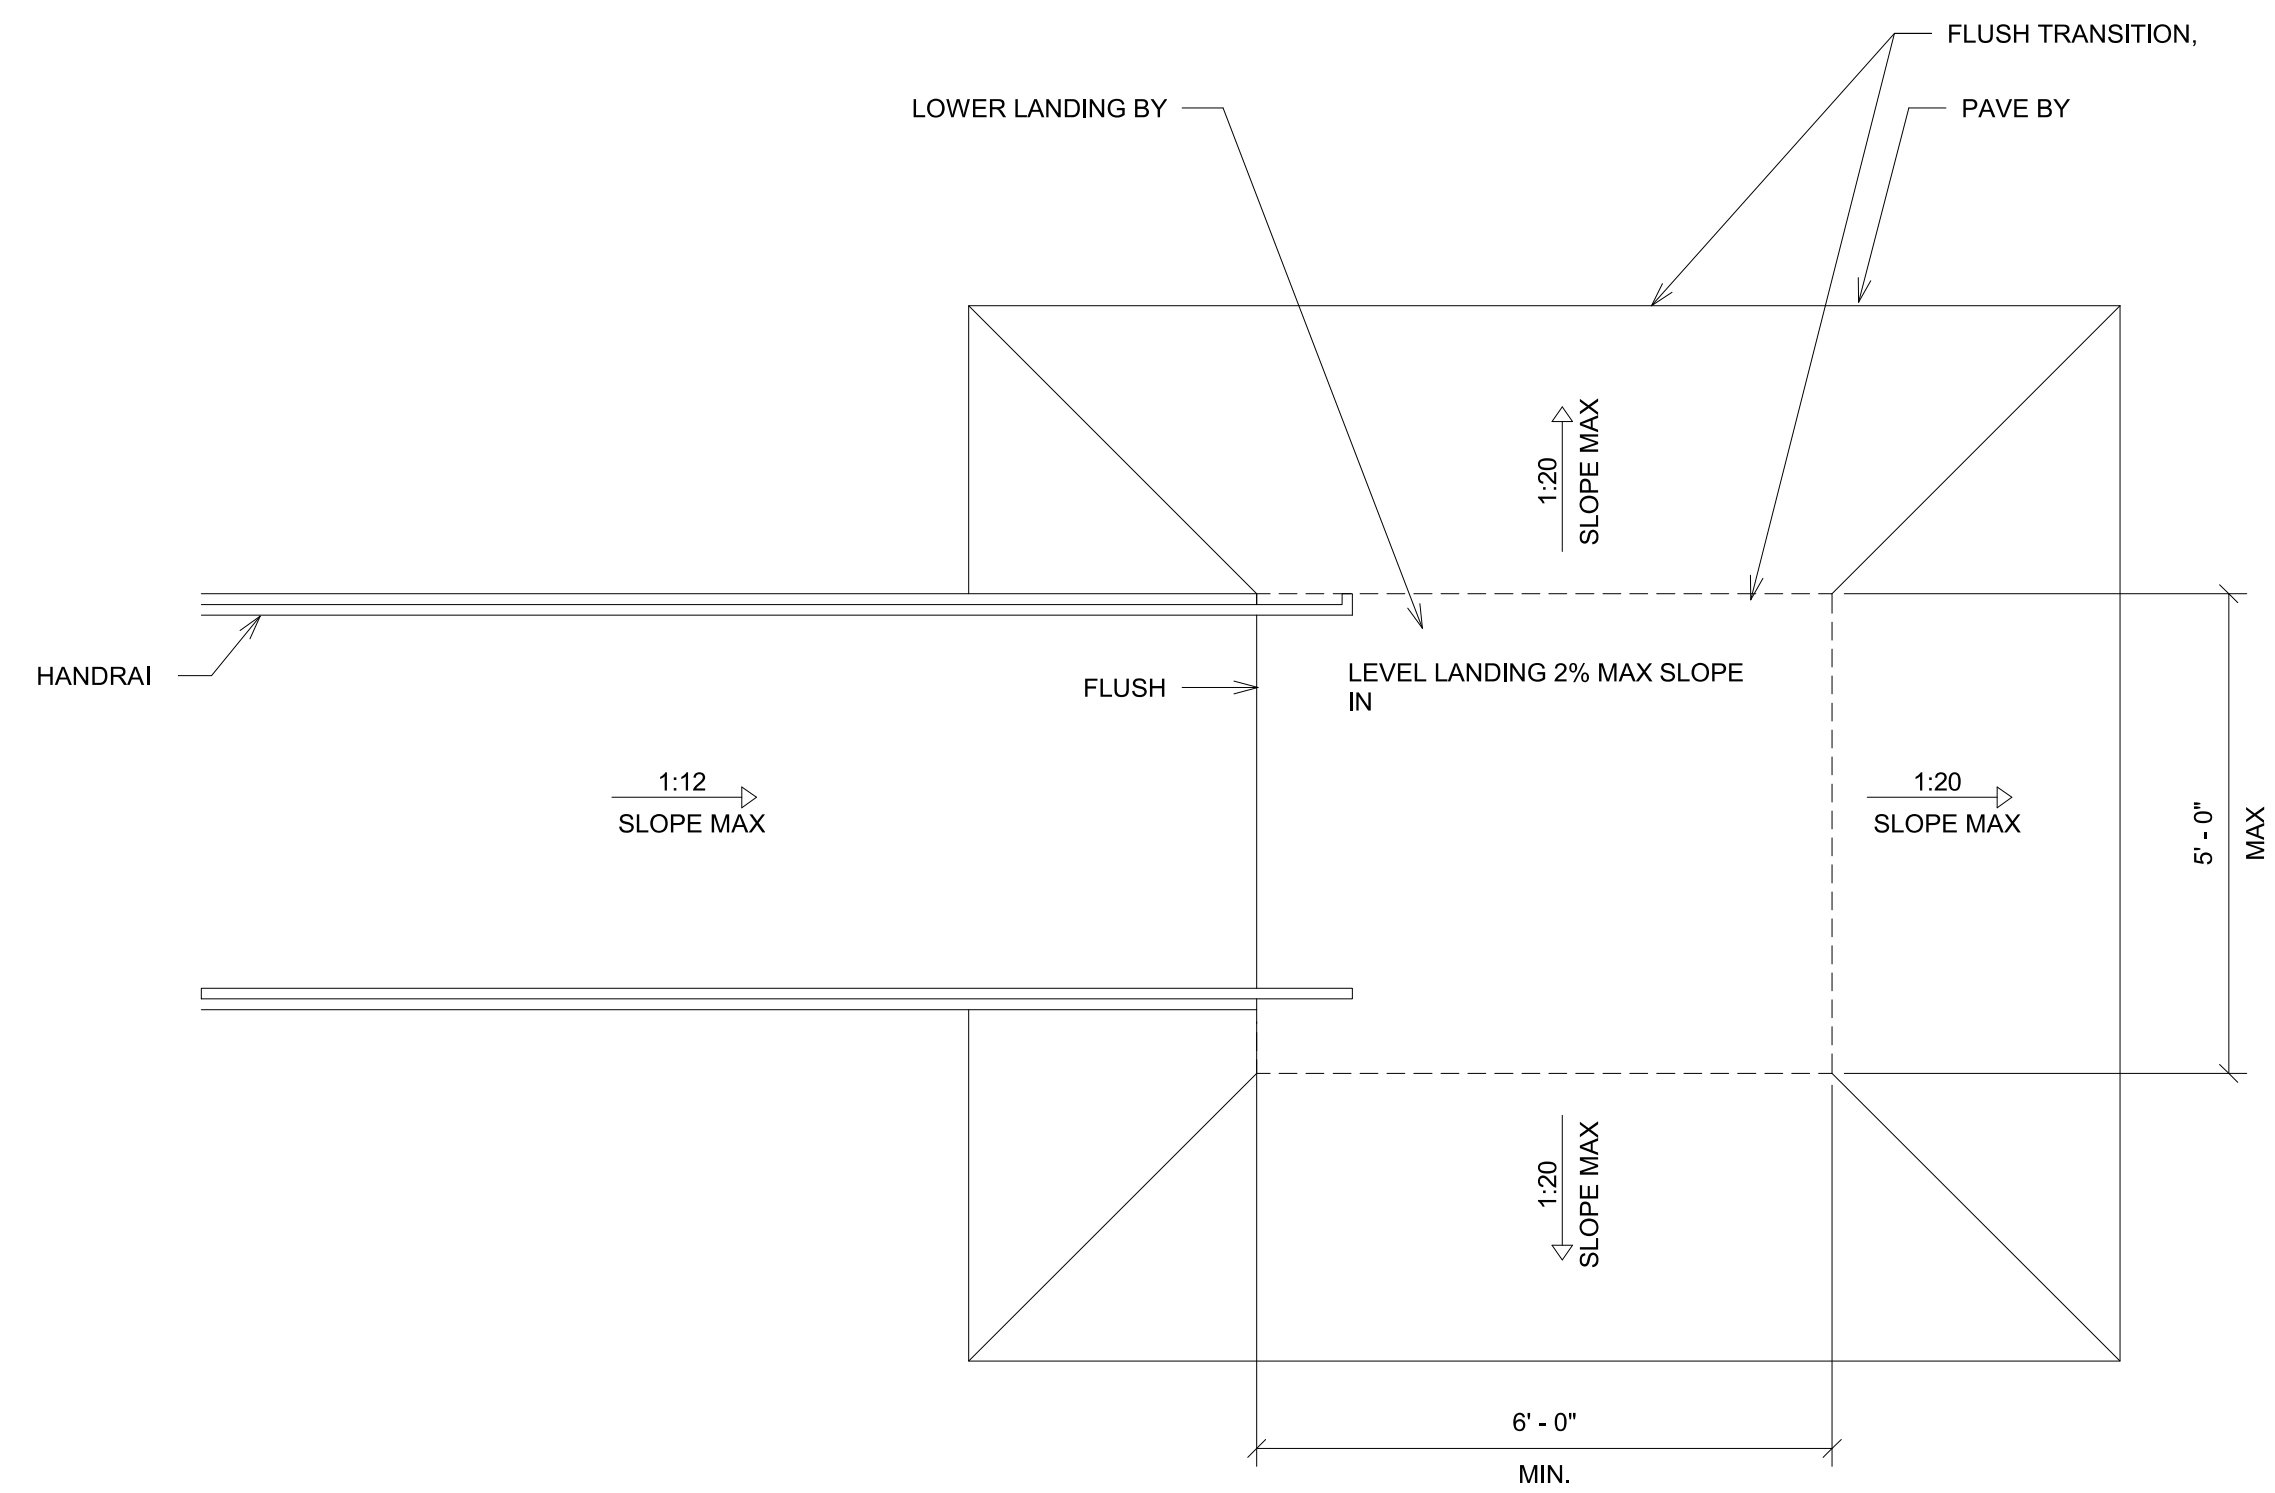 FLUSH TRANSITION,
LOWER LANDING BY
PAVE BY
1:20
SLOPE MAX
HANDRAI
FLUSH
LEVEL LANDING 2% MAX SLOPE
IN
1:12
SLOPE MAX
1:20
SLOPE MAX
5' - 0"
MAX
1:20
SLOPE MAX
6' - 0"
MIN.